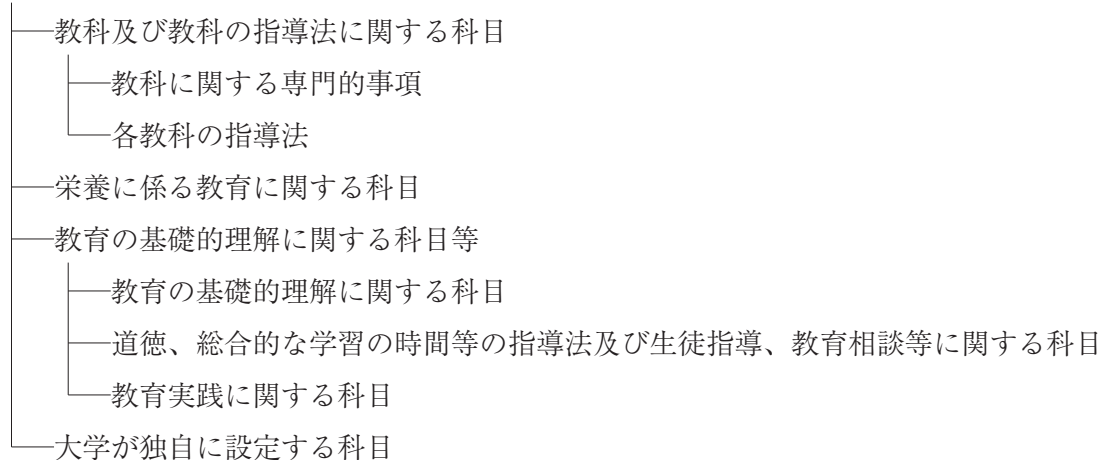 教科及び教科の指導法に関する科目
教科に関する専門的事項
各教科の指導法
栄養に係る教育に関する科目
教育の基礎的理解に関する科目等
教育の基礎的理解に関する科目
道徳、総合的な学習の時間等の指導法及び生徒指導、教育相談等に関する科目
教育実践に関する科目
大学が独自に設定する科目